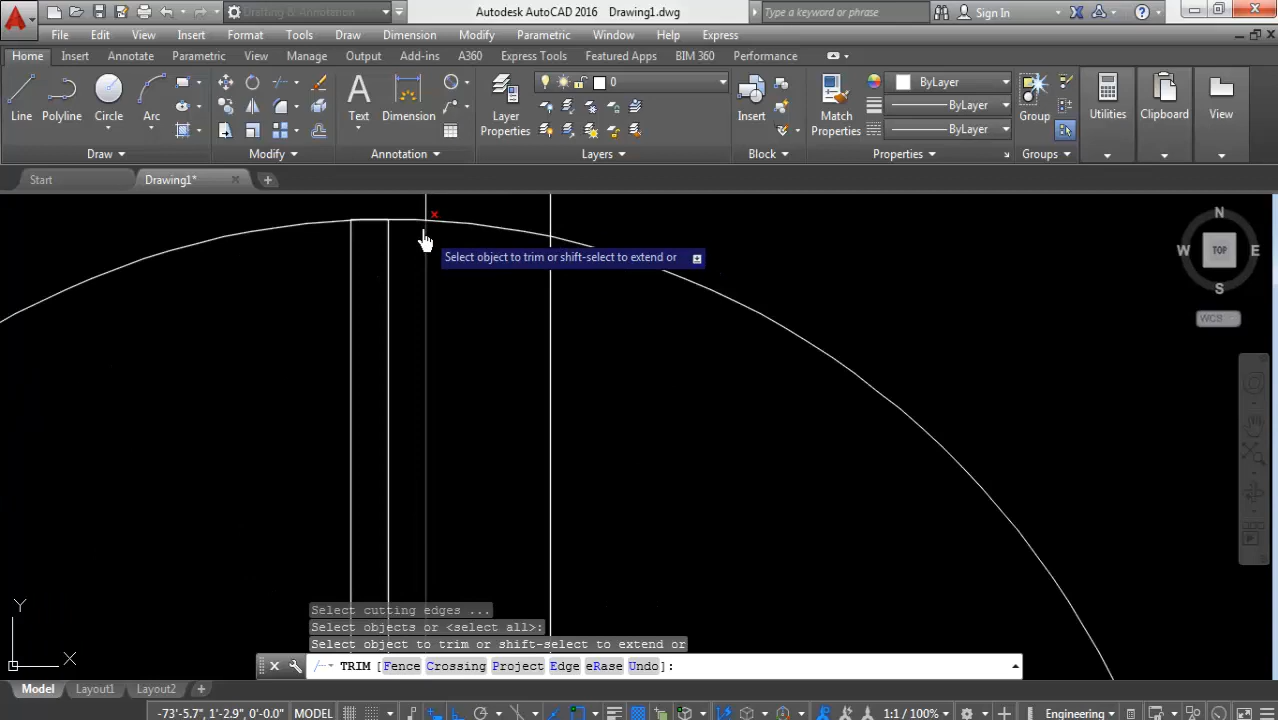 Drafting & Annotation
Autodesk AutoCAD 2016 Drawing1.dwg
Type a keyword or phrase
Sign In
File Edit View Insert Format Tools Draw Dimension Modify Parametric Window Help Express
Home Insert Annotate Parametric View Manage Output Add-ins A360 Express Tools Featured Apps BIM 360 Performance
0
ByLayer
ByLayer
ByLayer
Line Polyline Circle Arc
Text Dimension
Layer Properties
Insert
Match Properties
Group
Utilities
Clipboard
View
Draw
Modify
Annotation
Layers
Block
Properties
Groups
Start
Drawing1*
N
W TOP E
S
WCS
Select object to trim or shift-select to extend or
Select cutting edges ...
Select objects or <select all>:
Select object to trim or shift-select to extend or
TRIM [Fence Crossing Project Edge eRase Undo]:
Y
X
Model Layout1 Layout2
-73'-5.7", 1'-2.9", 0'-0.0" MODEL
1:1 / 100%
Engineering